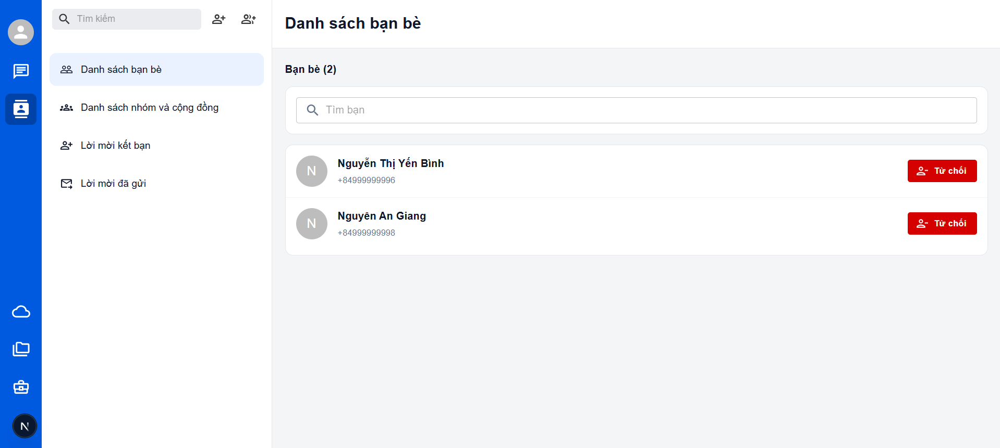 Tìm kiếm
Danh sách bạn bè
Danh sách nhóm và cộng đồng
Lời mời kết bạn
Lời mời đã gửi
N
Danh sách bạn bè
Bạn bè (2)
Tìm bạn
N
Nguyễn Thị Yến Bình
+84999999996
Từ chối
N
Nguyên An Giang
+84999999998
Từ chối